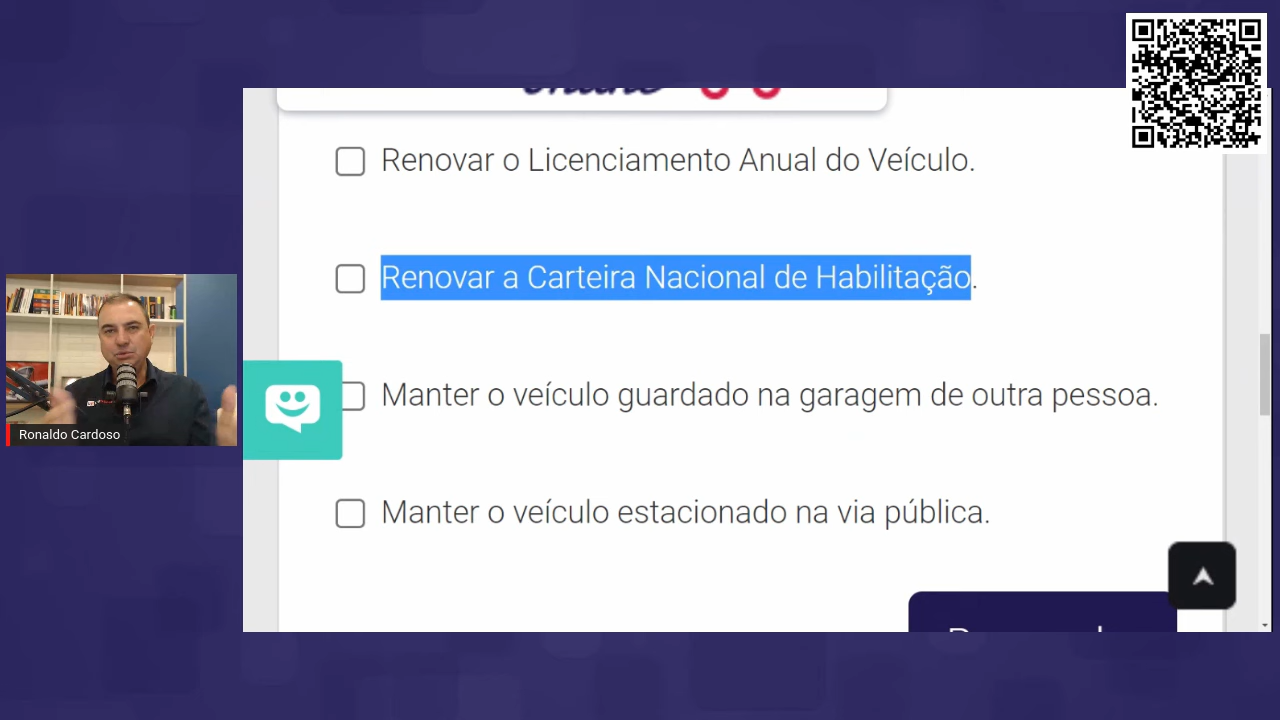 Renovar o Licenciamento Anual do Veículo.
Renovar a Carteira Nacional de Habilitação.
Manter o veículo guardado na garagem de outra pessoa.
Manter o veículo estacionado na via pública.
Ronaldo Cardoso